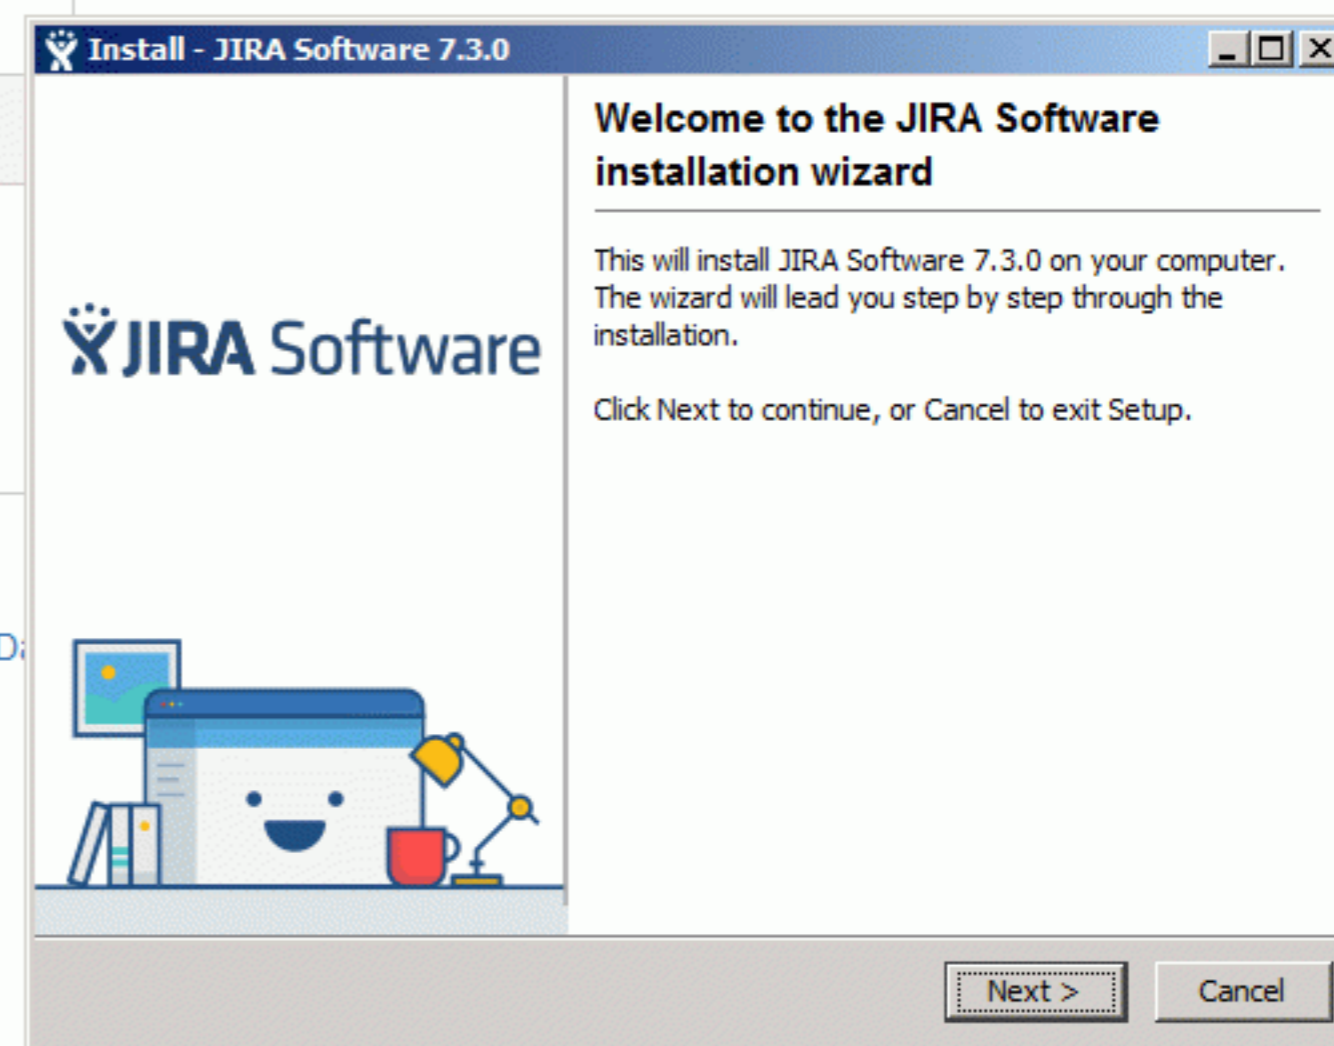 Install - JIRA Software 7.3.0
Welcome to the JIRA Software
installation wizard
This will install JIRA Software 7.3.0 on your computer.
The wizard will lead you step by step through the
installation.
Click Next to continue, or Cancel to exit Setup.
JIRA Software
Next >
Cancel